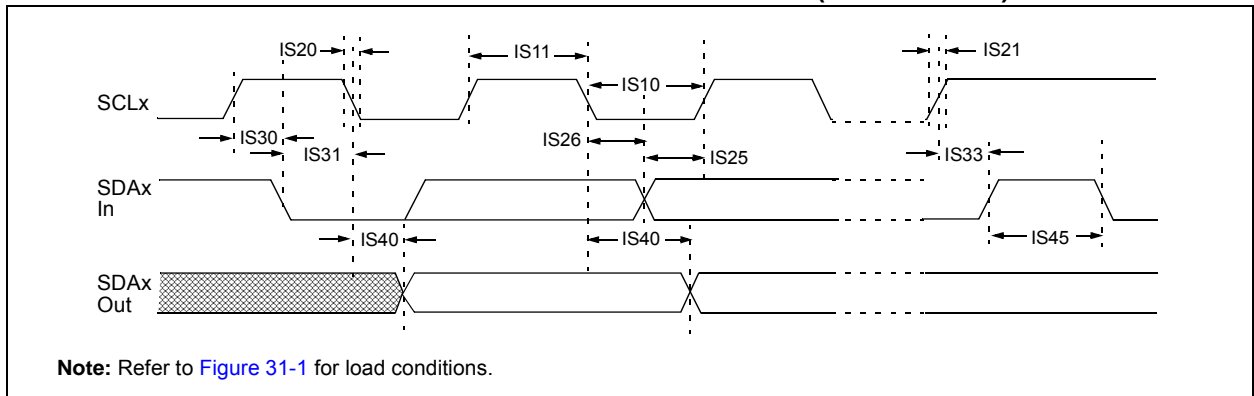 IS20
IS11
IS21
IS10
SCLx
IS30
IS26
IS31
IS25
IS33
SDAx
In
IS40
IS40
IS45
SDAx
Out
Note: Refer to Figure 31-1 for load conditions.